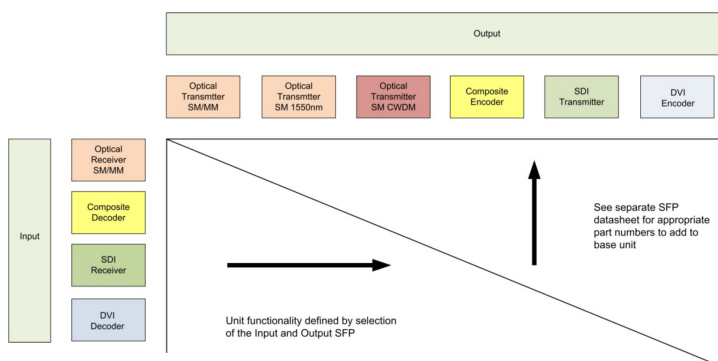 Output
Optical
Transmtter
SM/MM
Optical
Transmtter
SM 1550nm
Optical
Transmitter
SM CWDM
Composite
Encoder
SDI
Transmitter
DVI
Encoder
Input
Optical
Receiver
SM/MM
Composite
Decoder
SDI
Receiver
DVI
Decoder
See separate SFP
datasheet for appropriate
part numbers to add to
base unit
Unit functionality defined by selection
of the Input and Output SFP